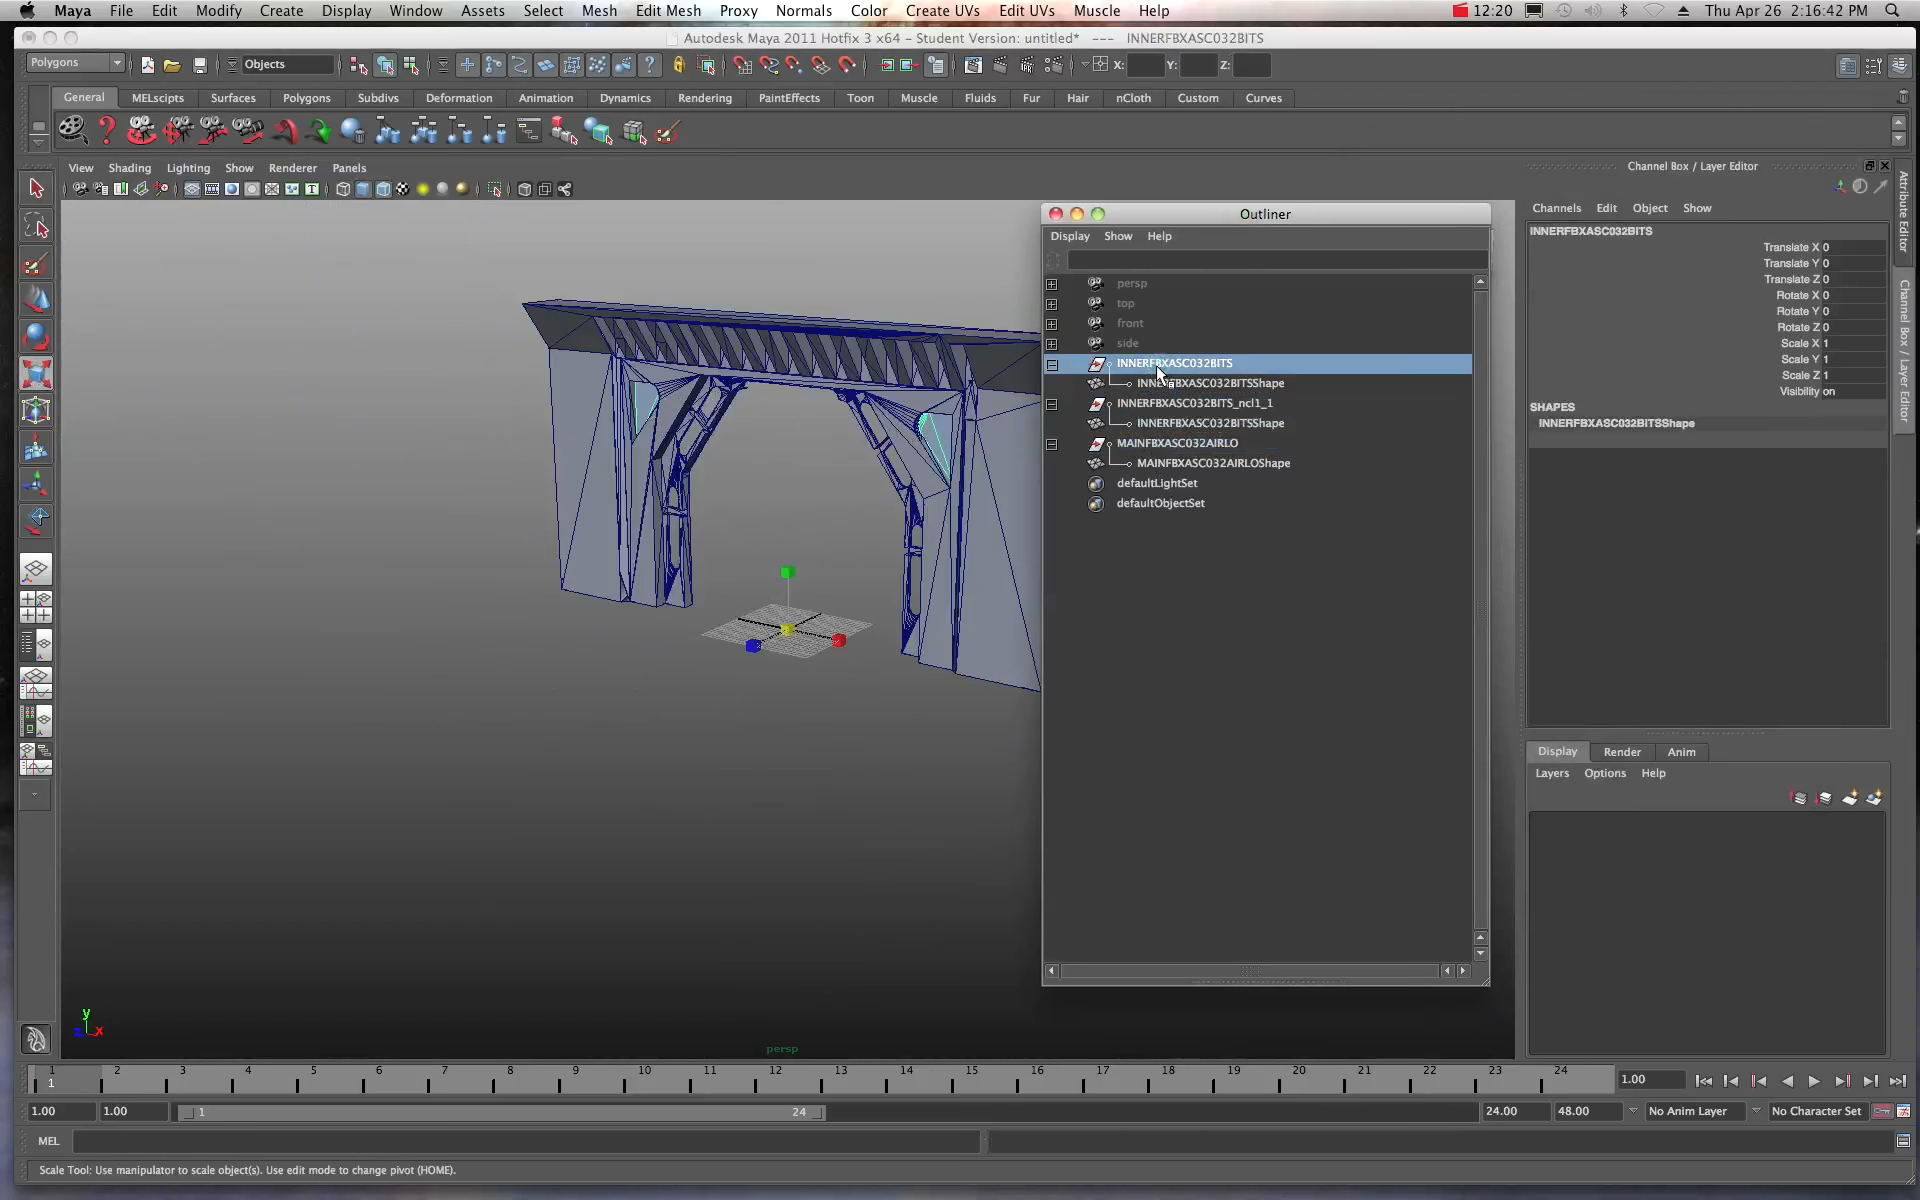 Maya File Edit Modify Create Display Window Assets Select Mesh Edit Mesh Proxy Normals Color Create UVs Edit UVs Muscle Help 12:20 Thu Apr 26 2:16:42 PM
Autodesk Maya 2011 Hotfix 3 x64 - Student Version: untitled* --- INNERFBXASC032BITS
Polygons Objects X: Y: Z:
General MELscipts Surfaces Polygons Subdivs Deformation Animation Dynamics Rendering PaintEffects Toon Muscle Fluids Fur Hair nCloth Custom Curves
View Shading Lighting Show Renderer Panels
Channel Box / Layer Editor
Channels Edit Object Show
INNERFBXASC032BITS
Translate X 0
Translate Y 0
Translate Z 0
Rotate X 0
Rotate Y 0
Rotate Z 0
Scale X 1
Scale Y 1
Scale Z 1
Visibility on
SHAPES
INNERFBXASC032BITSShape
Attribute Editor
Channel Box / Layer Editor
Outliner
Display Show Help
persp
top
front
side
INNERFBXASC032BITS
INNERFBXASC032BITSShape
INNERFBXASC032BITS_ncl1_1
INNERFBXASC032BITSShape
MAINFBXASC032AIRLO
MAINFBXASC032AIRLOShape
defaultLightSet
defaultObjectSet
Display Render Anim
Layers Options Help
y
z x
persp
1 2 3 4 5 6 7 8 9 10 11 12 13 14 15 16 17 18 19 20 21 22 23 24
1
1.00
1.00 1.00 1 24 24.00 48.00 No Anim Layer No Character Set
MEL
Scale Tool: Use manipulator to scale object(s). Use edit mode to change pivot (HOME).